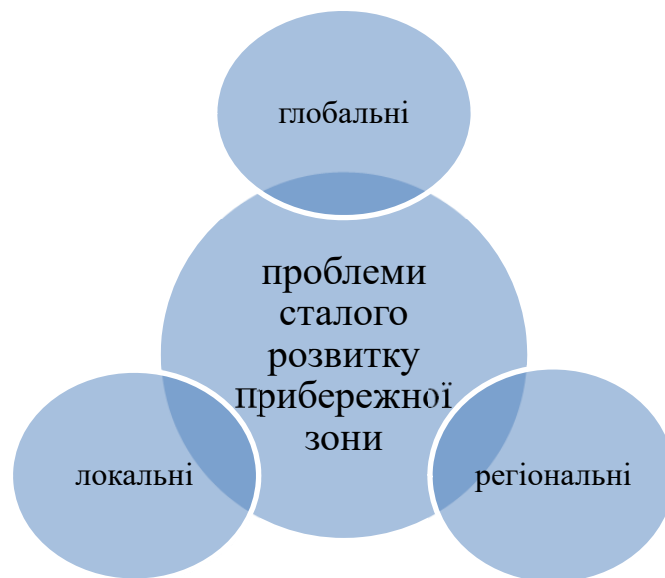 глобальні
проблеми
сталого
розвитку
прибережної
зони
локальні
регіональні